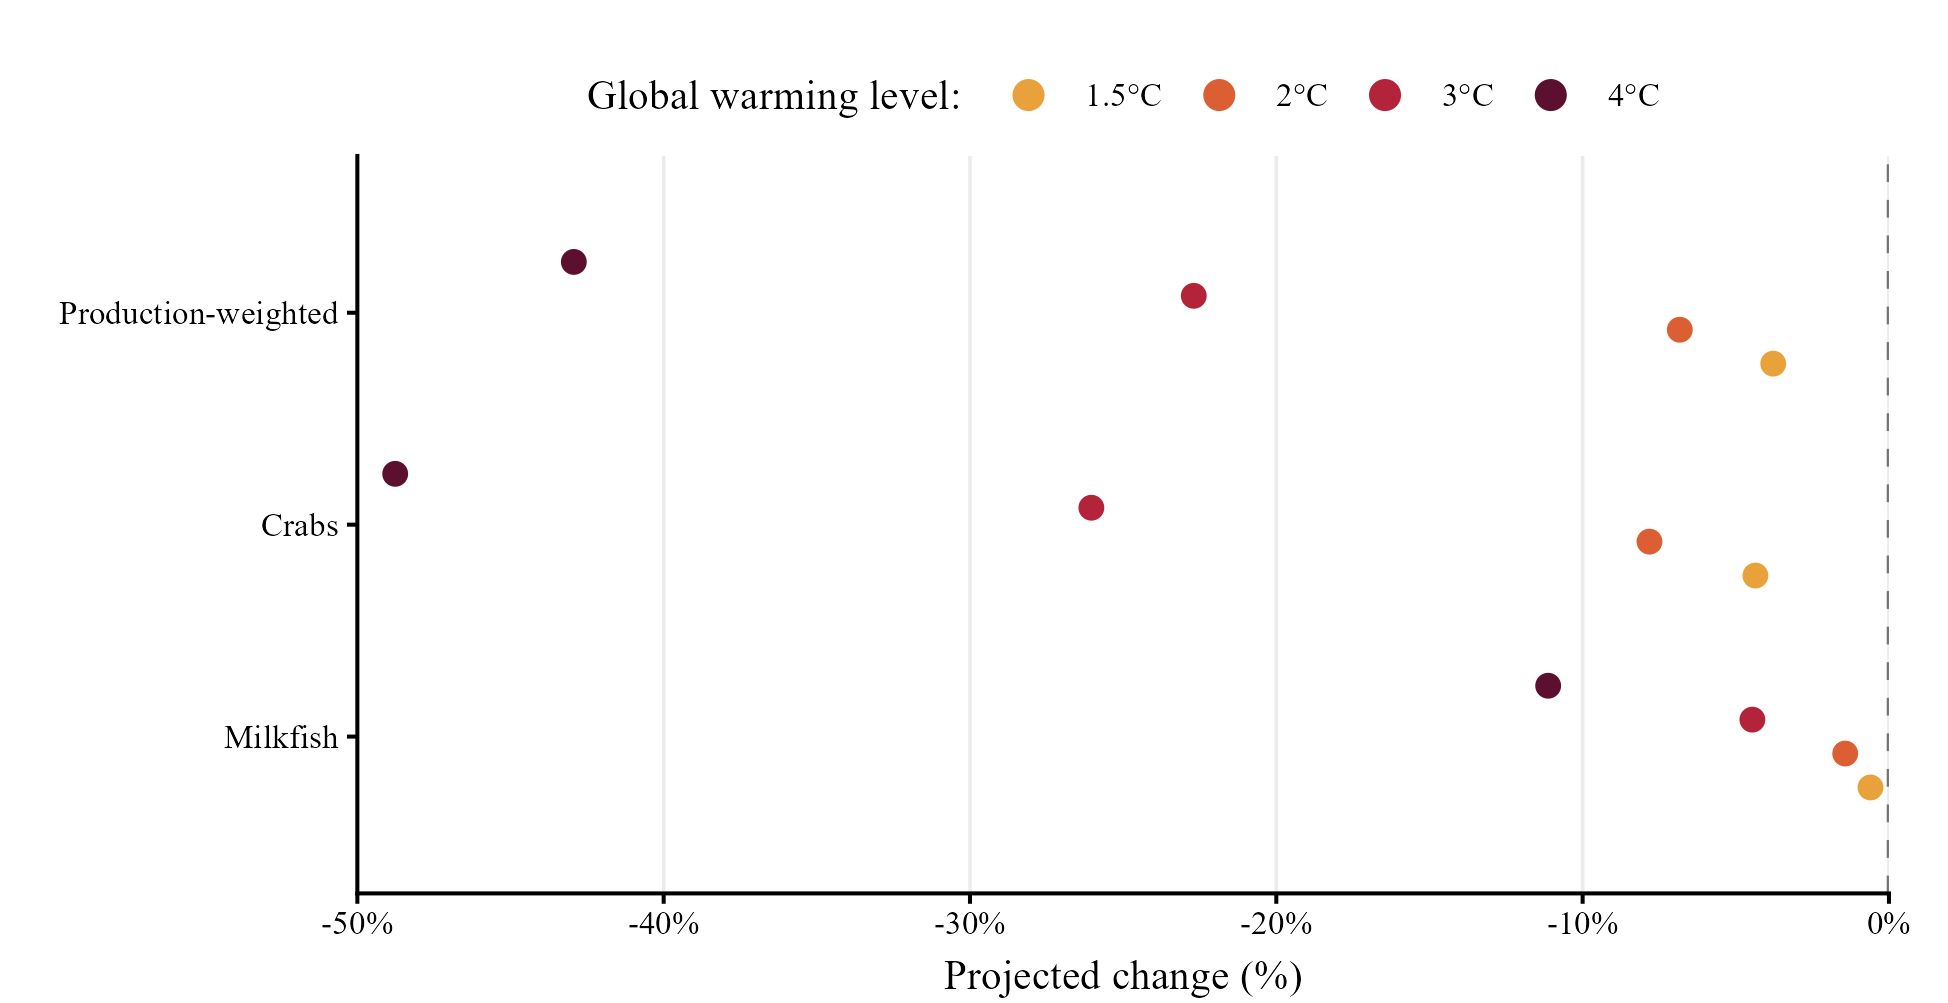 Global warming level: 1.5°C 2°C 3°C 4°C
Production-weighted
Crabs
Milkfish
-50% -40% -30% -20% -10% 0%
Projected change (%)